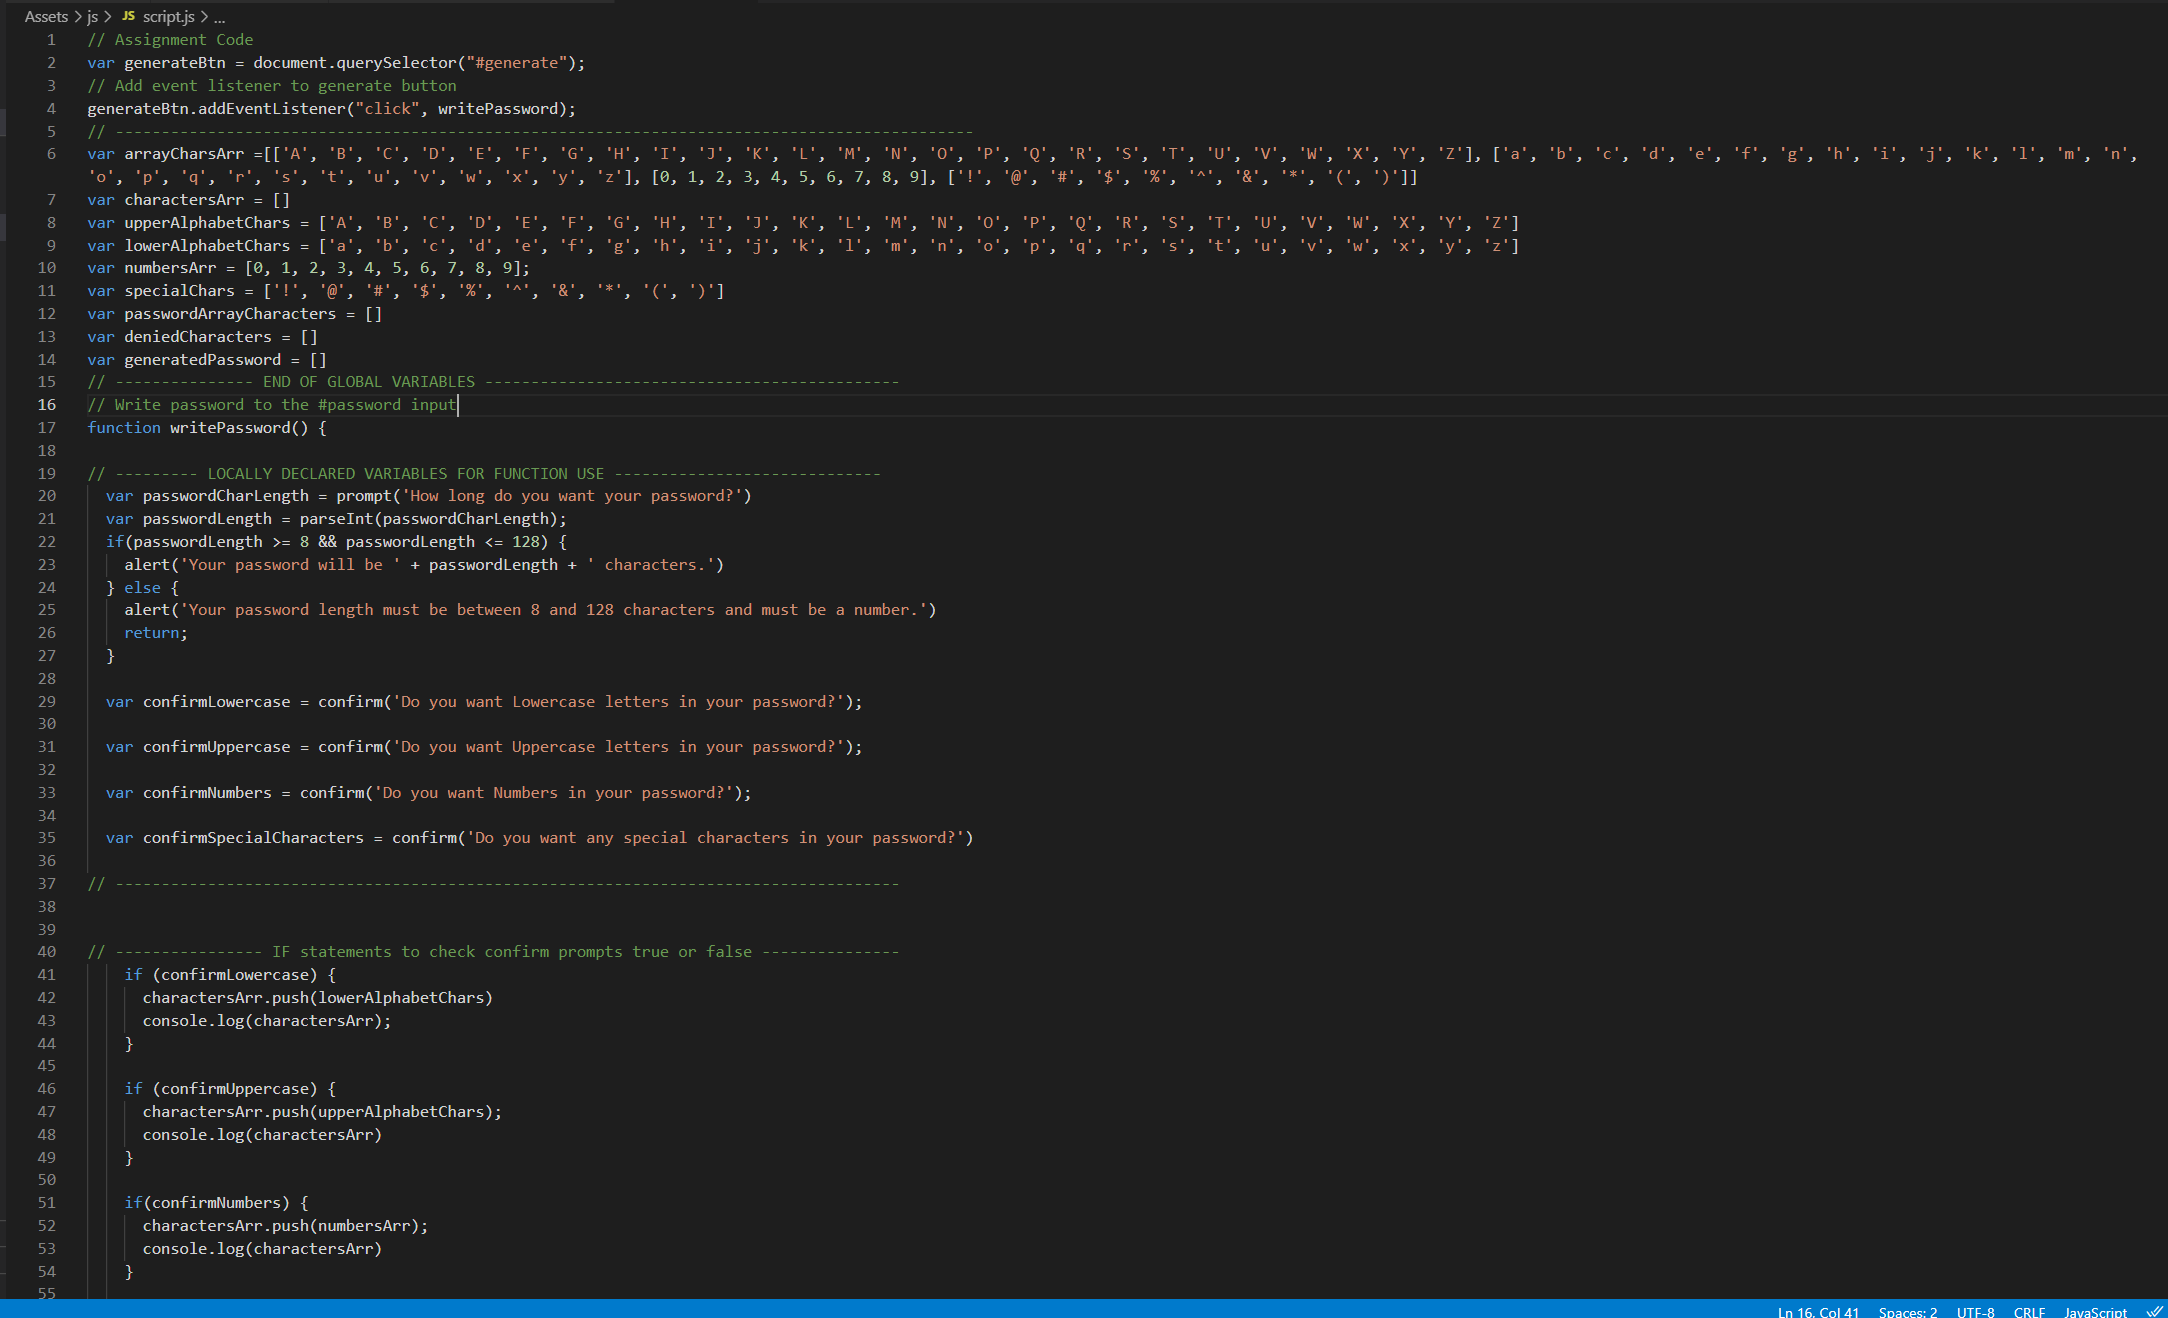 Assets > js > JS script.js > ...
1 // Assignment Code
2 var generateBtn = document.querySelector("#generate");
3 // Add event listener to generate button
4 generateBtn.addEventListener("click", writePassword);
5 // ---------------------------------------------------------------------------------------------
6 var arrayCharsArr =[['A', 'B', 'C', 'D', 'E', 'F', 'G', 'H', 'I', 'J', 'K', 'L', 'M', 'N', 'O', 'P', 'Q', 'R', 'S', 'T', 'U', 'V', 'W', 'X', 'Y', 'Z'], ['a', 'b', 'c', 'd', 'e', 'f', 'g', 'h', 'i', 'j', 'k', 'l', 'm', 'n',
'o', 'p', 'q', 'r', 's', 't', 'u', 'v', 'w', 'x', 'y', 'z'], [0, 1, 2, 3, 4, 5, 6, 7, 8, 9], ['!', '@', '#', '$', '%', '^', '&', '*', '(', ')']]
7 var charactersArr = []
8 var upperAlphabetChars = ['A', 'B', 'C', 'D', 'E', 'F', 'G', 'H', 'I', 'J', 'K', 'L', 'M', 'N', 'O', 'P', 'Q', 'R', 'S', 'T', 'U', 'V', 'W', 'X', 'Y', 'Z']
9 var lowerAlphabetChars = ['a', 'b', 'c', 'd', 'e', 'f', 'g', 'h', 'i', 'j', 'k', 'l', 'm', 'n', 'o', 'p', 'q', 'r', 's', 't', 'u', 'v', 'w', 'x', 'y', 'z']
10 var numbersArr = [0, 1, 2, 3, 4, 5, 6, 7, 8, 9];
11 var specialChars = ['!', '@', '#', '$', '%', '^', '&', '*', '(', ')']
12 var passwordArrayCharacters = []
13 var deniedCharacters = []
14 var generatedPassword = []
15 // --------------- END OF GLOBAL VARIABLES ---------------------------------------------
16 // Write password to the #password input
17 function writePassword() {
18
19 // --------- LOCALLY DECLARED VARIABLES FOR FUNCTION USE -----------------------------
20 var passwordCharLength = prompt('How long do you want your password?')
21 var passwordLength = parseInt(passwordCharLength);
22 if(passwordLength >= 8 && passwordLength <= 128) {
23 alert('Your password will be ' + passwordLength + ' characters.')
24 } else {
25 alert('Your password length must be between 8 and 128 characters and must be a number.')
26 return;
27 }
28
29 var confirmLowercase = confirm('Do you want Lowercase letters in your password?');
30
31 var confirmUppercase = confirm('Do you want Uppercase letters in your password?');
32
33 var confirmNumbers = confirm('Do you want Numbers in your password?');
34
35 var confirmSpecialCharacters = confirm('Do you want any special characters in your password?')
36
37 // -------------------------------------------------------------------------------------
38
39
40 // ---------------- IF statements to check confirm prompts true or false ---------------
41 if (confirmLowercase) {
42 charactersArr.push(lowerAlphabetChars)
43 console.log(charactersArr);
44 }
45
46 if (confirmUppercase) {
47 charactersArr.push(upperAlphabetChars);
48 console.log(charactersArr)
49 }
50
51 if(confirmNumbers) {
52 charactersArr.push(numbersArr);
53 console.log(charactersArr)
54 }
55
Ln 16, Col 41 Spaces: 2 UTF-8 CRLF JavaScript